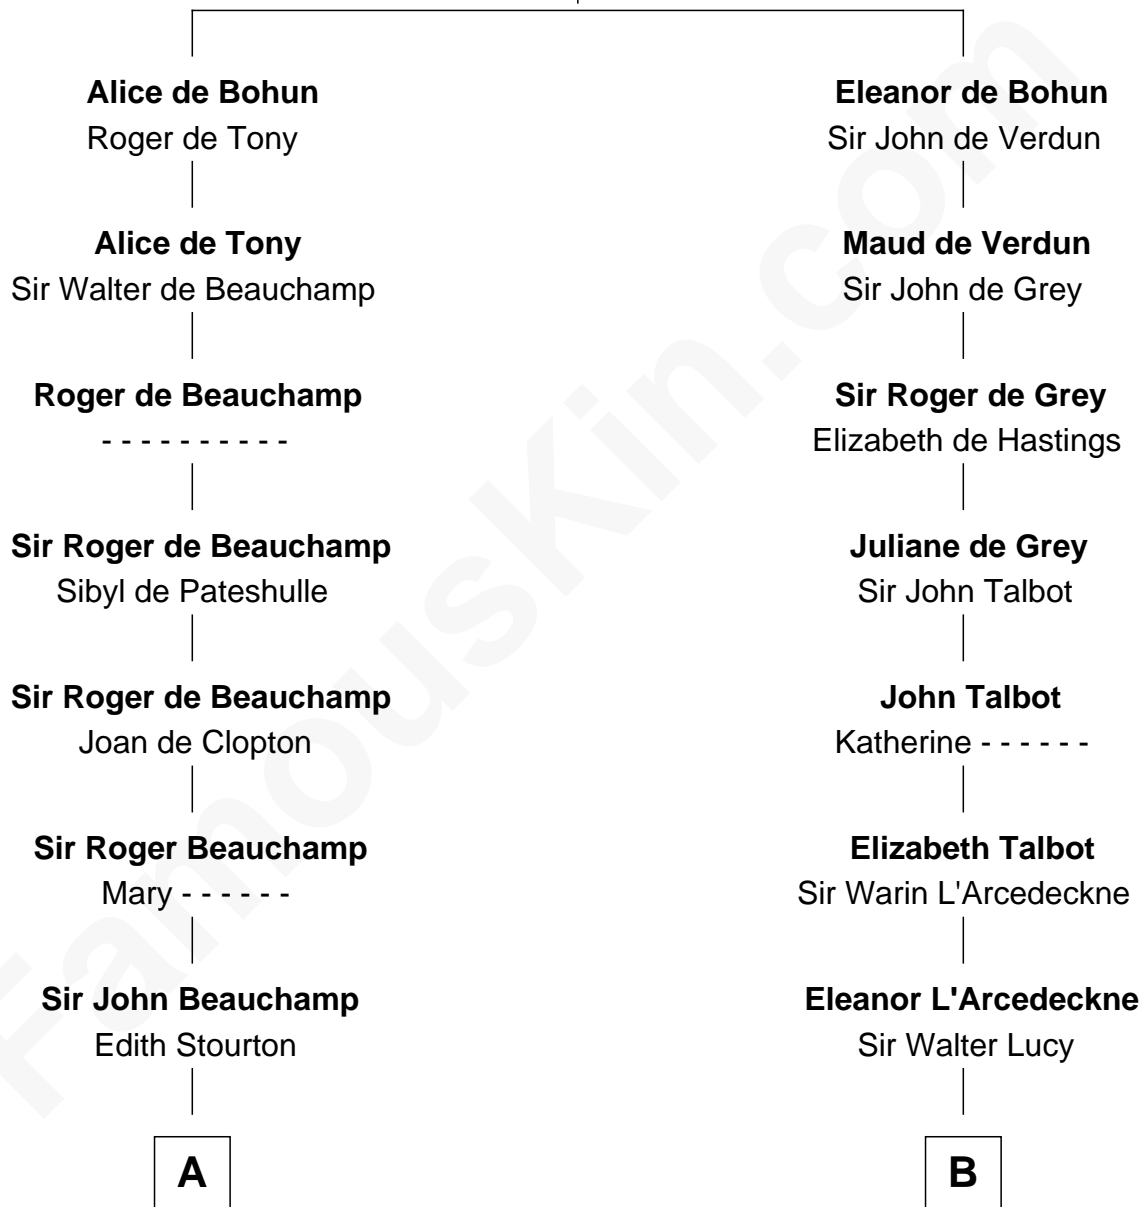 Alice de Bohun
Roger de Tony
Alice de Tony
Sir Walter de Beauchamp
Roger de Beauchamp
- - - - - - - - - -
Sir Roger de Beauchamp
Sibyl de Pateshulle
Sir Roger de Beauchamp
Joan de Clopton
Sir Roger Beauchamp
Mary - - - - - -
Sir John Beauchamp
Edith Stourton
A
Eleanor de Bohun
Sir John de Verdun
Maud de Verdun
Sir John de Grey
Sir Roger de Grey
Elizabeth de Hastings
Juliane de Grey
Sir John Talbot
John Talbot
Katherine - - - - - -
Elizabeth Talbot
Sir Warin L'Arcedeckne
Eleanor L'Arcedeckne
Sir Walter Lucy
B
FamousKin.com